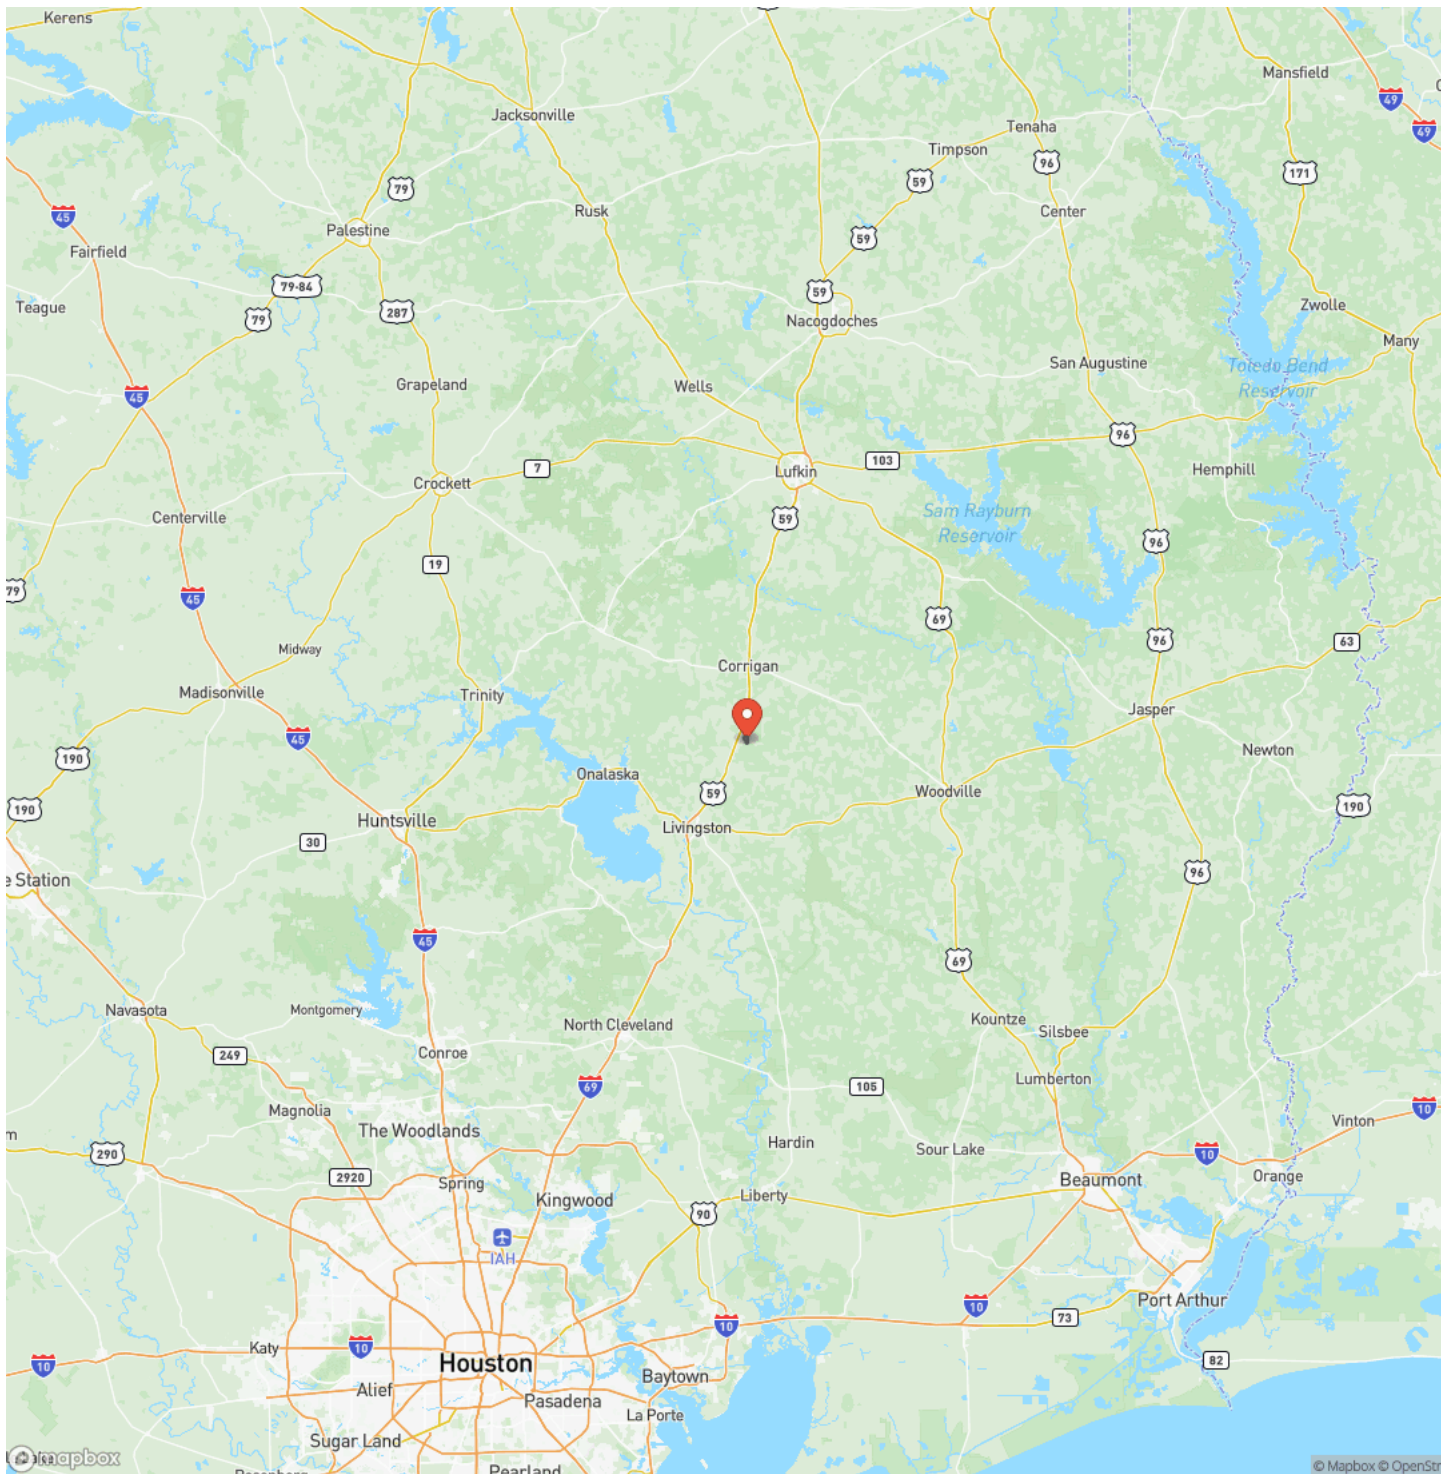 Kerens
Mansfield
49
Jacksonville
49
Tenaha
Timpson
96
171
59
79
45
Rusk
Center
Palestine
59
Fairfield
79-84
59
Teague
79
287
Nacogdoches
Zwolle
Many
San Augustine
Toledo Bend
Reservoir
Grapeland
Wells
45
96
103
7
Lufkin
Hemphill
Crockett
Centerville
59
Sam Rayburn
Reservoir
96
19
79
45
69
96
63
Midway
Corrigan
Madisonville
Trinity
Jasper
45
190
Newton
Onalaska
59
Woodville
190
190
Huntsville
Livingston
30
96
e Station
45
69
Navasota
Montgomery
North Cleveland
Kountze
Silsbee
249
Conroe
69
105
Lumberton
10
Magnolia
Vinton
The Woodlands
m
290
Hardin
Sour Lake
10
2920
Spring
Beaumont
Orange
Kingwood
90
Liberty
IAH
Port Arthur
10
73
10
Katy
10
10
Houston
82
Alief
Baytown
Pasadena
La Porte
Sugar Land
mapbox
Pearland
© Mapbox © OpenStr